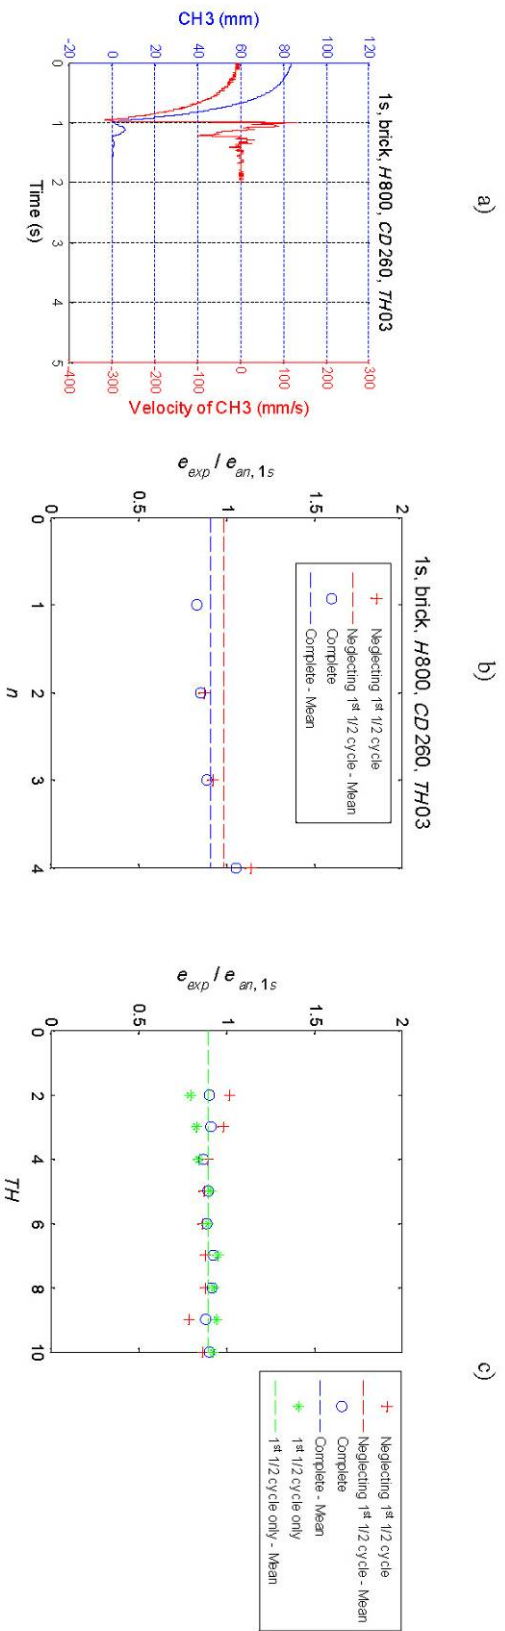 a)
1s, brick, H800, CD260, TH03
CH3 (mm)
120
100
80
60
40
20
0
-20
300
200
100
0
-100
-200
-300
-400
Velocity of CH3 (mm/s)
0 1 2 3 4 5
Time (s)
b)
1s, brick, H800, CD260, TH03
e exp / e an, 1s
2
1.5
1
0.5
0
Neglecting 1st 1/2 cycle
Neglecting 1st 1/2 cycle - Mean
Complete
Complete - Mean
0 1 2 3 4
n
c)
e exp / e an, 1s
2
1.5
1
0.5
0
0 2 4 6 8 10
TH
Neglecting 1st 1/2 cycle
Neglecting 1st 1/2 cycle - Mean
Complete
Complete - Mean
1st 1/2 cycle only
1st 1/2 cycle only - Mean